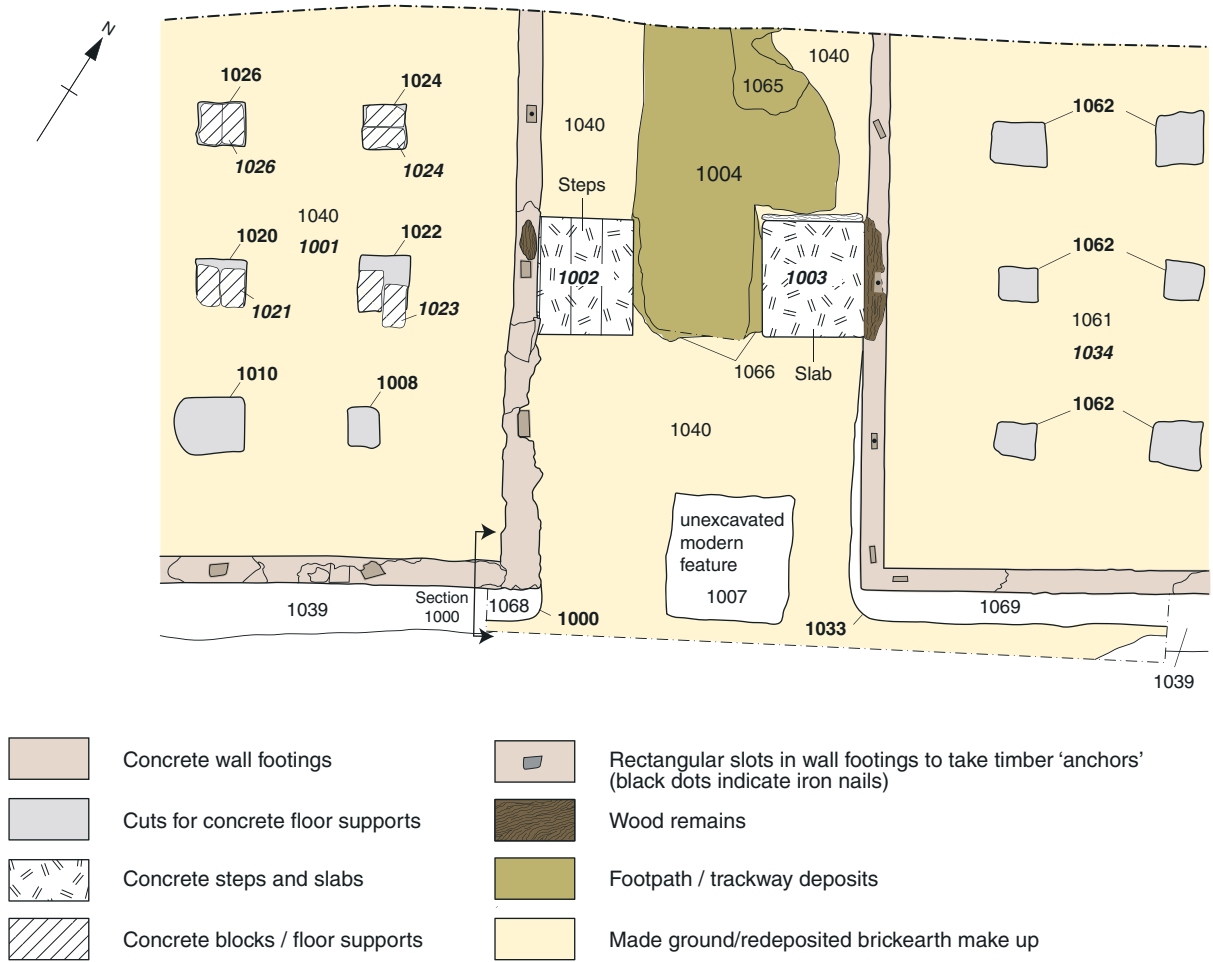 N
1026
1024
1040
1065
1062
1040
1026
1024
1004
Steps
1040
1001
1020
1022
1062
1002
1003
1021
1023
1061
1034
1066
Slab
1010
1008
1062
1040
unexcavated
modern
feature
1007
Section
1000
1039
1068
1000
1033
1069
1039
Concrete wall footings
Cuts for concrete floor supports
Concrete steps and slabs
Concrete blocks / floor supports
Rectangular slots in wall footings to take timber ‘anchors’
(black dots indicate iron nails)
Wood remains
Footpath / trackway deposits
Made ground/redeposited brickearth make up